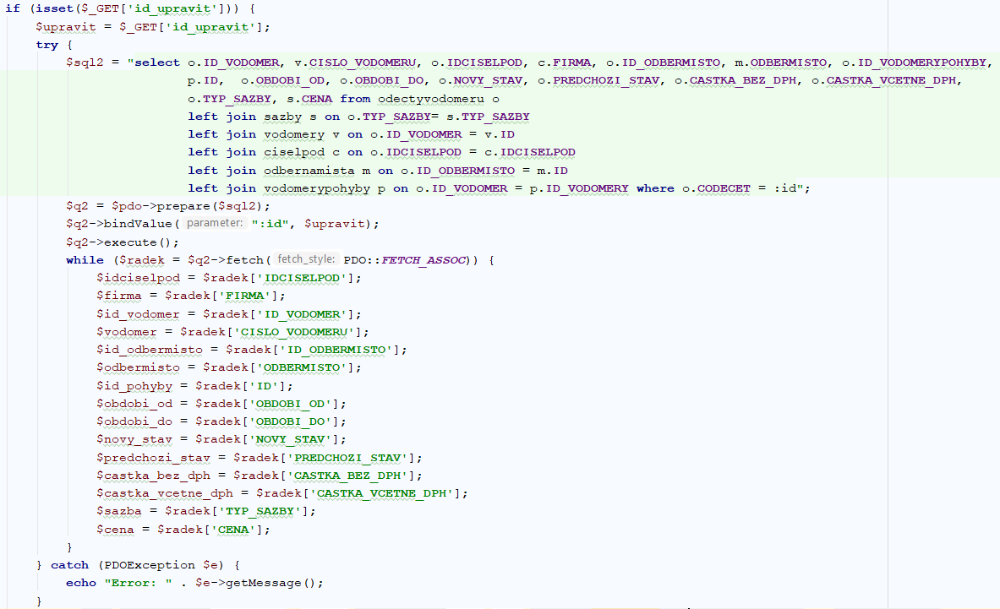 if (isset($_GET['id_upravit'])) {
$upravit = $_GET['id_upravit'];
try {
$sql2 = "select o.ID_VODOMER, v.CISLO_VODOMERU, o.IDCISELPOD, c.FIRMA, o.ID_ODBERMISTO, m.ODBERMISTO, o.ID_VODOMERYPOHYBY,
p.ID,  o.OBDOBI_OD, o.OBDOBI_DO, o.NOVY_STAV, o.PREDCHOZI_STAV, o.CASTKA_BEZ_DPH, o.CASTKA_VCETNE_DPH,
o.TYP_SAZBY, s.CENA from odectyvodomeru o
left join sazby s on o.TYP_SAZBY= s.TYP_SAZBY
left join vodomery v on o.ID_VODOMER = v.ID
left join ciselpod c on o.IDCISELPOD = c.IDCISELPOD
left join odbernamista m on o.ID_ODBERMISTO = m.ID
left join vodomerypohyby p on o.ID_VODOMER = p.ID_VODOMERY where o.CODECET = :id";
$q2 = $pdo->prepare($sql2);
$q2->bindValue( parameter: ":id", $upravit);
$q2->execute();
while ($radek = $q2->fetch( fetch_style: PDO::FETCH_ASSOC)) {
$idciselpod = $radek['IDCISELPOD'];
$firma = $radek['FIRMA'];
$id_vodomer = $radek['ID_VODOMER'];
$vodomer = $radek['CISLO_VODOMERU'];
$id_odbermisto = $radek['ID_ODBERMISTO'];
$odbermisto = $radek['ODBERMISTO'];
$id_pohyby = $radek['ID'];
$obdobi_od = $radek['OBDOBI_OD'];
$obdobi_do = $radek['OBDOBI_DO'];
$novy_stav = $radek['NOVY_STAV'];
$predchozi_stav = $radek['PREDCHOZI_STAV'];
$castka_bez_dph = $radek['CASTKA_BEZ_DPH'];
$castka_vcetne_dph = $radek['CASTKA_VCETNE_DPH'];
$sazba = $radek['TYP_SAZBY'];
$cena = $radek['CENA'];
}
} catch (PDOException $e) {
echo "Error: " . $e->getMessage();
}